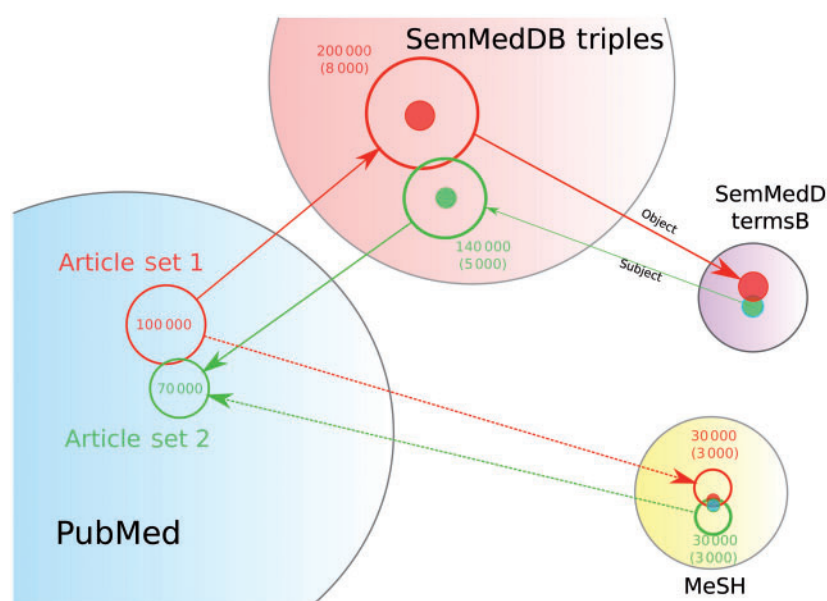 SemMedDB triples
200 000
(8 000)
SemMedD
termsB
Object
140 000
(5 000)
Subject
Article set 1
100 000
70 000
Article set 2
30 000
(3 000)
30 000
(3 000)
PubMed
MeSH